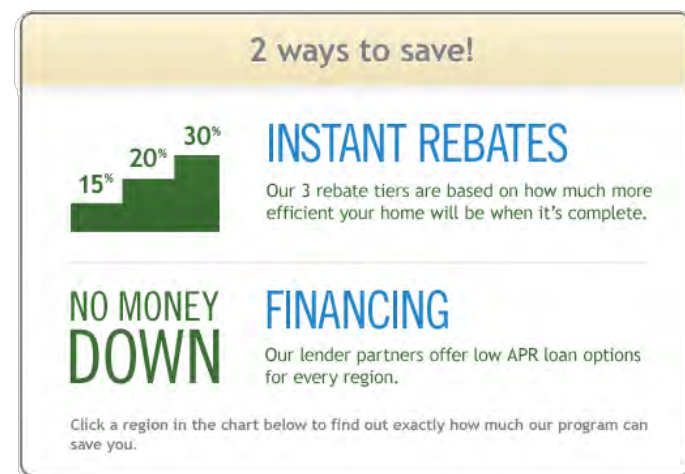 2 ways to save!
15%
20%
30%
INSTANT REBATES
Our 3 rebate tiers are based on how much more
efficient your home will be when it's complete.
NO MONEY
DOWN
FINANCING
Our lender partners offer low APR loan options
for every region.
Click a region in the chart below to find out exactly how much our program can
save you.